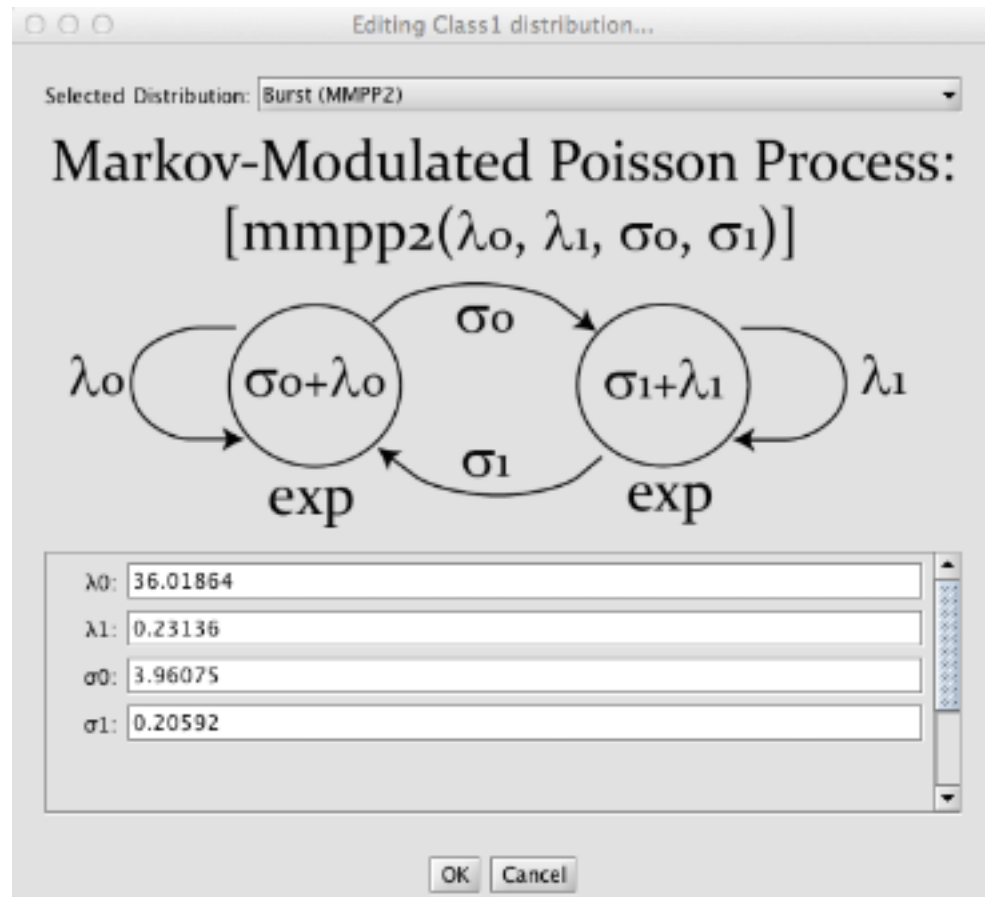 Editing Class1 distribution...
Selected Distribution: Burst (MMPP2)
Markov-Modulated Poisson Process:
[mmpp2(λ0, λ1, σ0, σ1)]
σ0
λ0 σ0+λ0 σ1+λ1 λ1
σ1
exp exp
λ0: 36.01864
λ1: 0.23136
σ0: 3.96075
σ1: 0.20592
OK Cancel